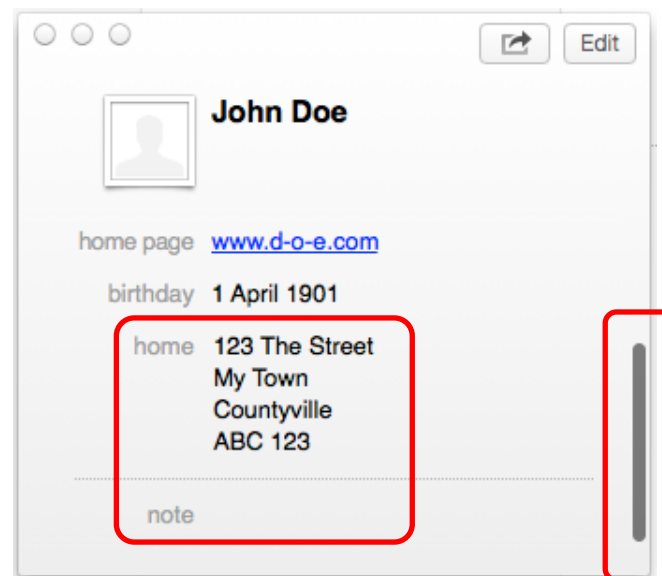 Edit
John Doe
home page www.d-o-e.com
birthday 1 April 1901
home 123 The Street
My Town
Countyville
ABC 123
note